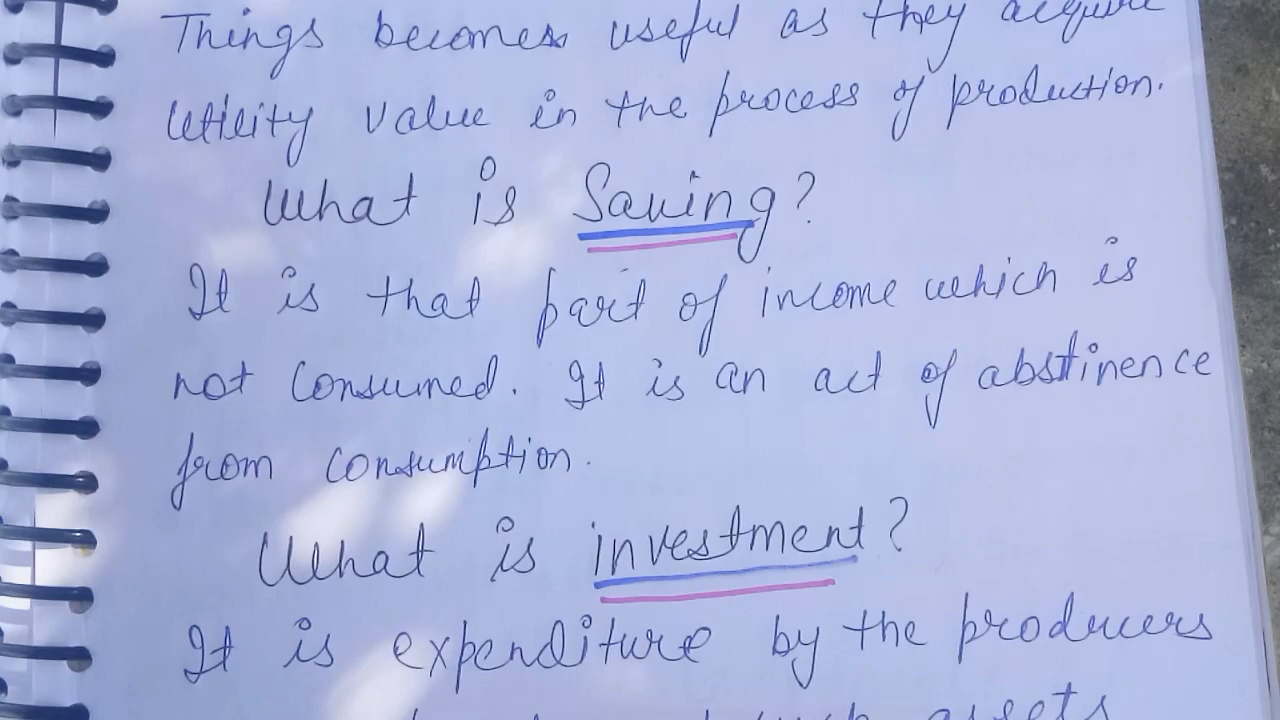 Things becomes useful as they acquire
utility value in the process of production.
What is Saving?
It is that part of income which is
not consumed. It is an act of abstinence
from consumption.
What is investment?
It is expenditure by the producers
assets